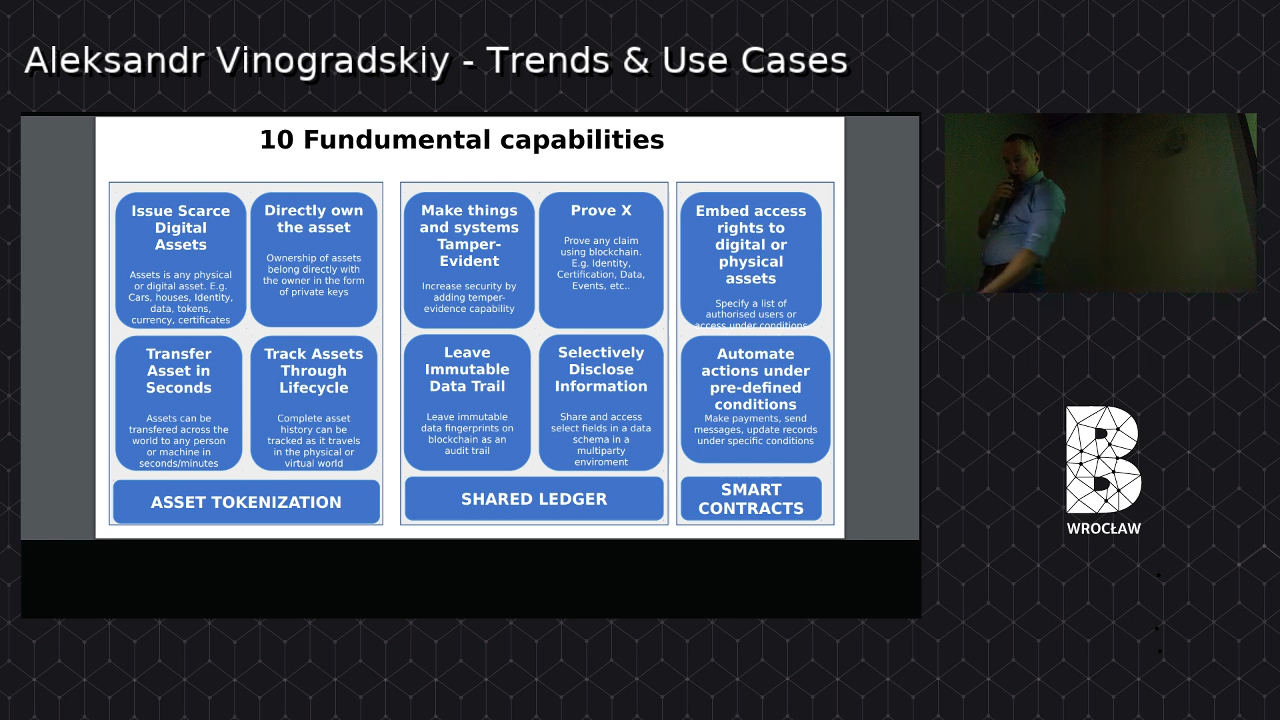 Aleksandr Vinogradskiy - Trends & Use Cases
10 Fundumental capabilities
Issue Scarce
Digital
Assets
Assets is any physical
or digital asset. E.g.
Cars, houses, Identity,
data, tokens,
currency, certificates
Directly own
the asset
Ownership of assets
belong directly with
the owner in the form
of private keys
Transfer
Asset in
Seconds
Assets can be
transfered across the
world to any person
or machine in
seconds/minutes
Track Assets
Through
Lifecycle
Complete asset
history can be
tracked as it travels
in the physical or
virtual world
ASSET TOKENIZATION
Make things
and systems
Tamper-
Evident
Increase security by
adding temper-
evidence capability
Prove X
Prove any claim
using blockchain.
E.g. Identity,
Certification, Data,
Events, etc..
Leave
Immutable
Data Trail
Leave immutable
data fingerprints on
blockchain as an
audit trail
Selectively
Disclose
Information
Share and access
select fields in a data
schema in a
multiparty
enviroment
SHARED LEDGER
Embed access
rights to
digital or
physical
assets
Specify a list of
authorised users or
access under conditions
Automate
actions under
pre-defined
conditions
Make payments, send
messages, update records
under specific conditions
SMART
CONTRACTS
B
WROCŁAW